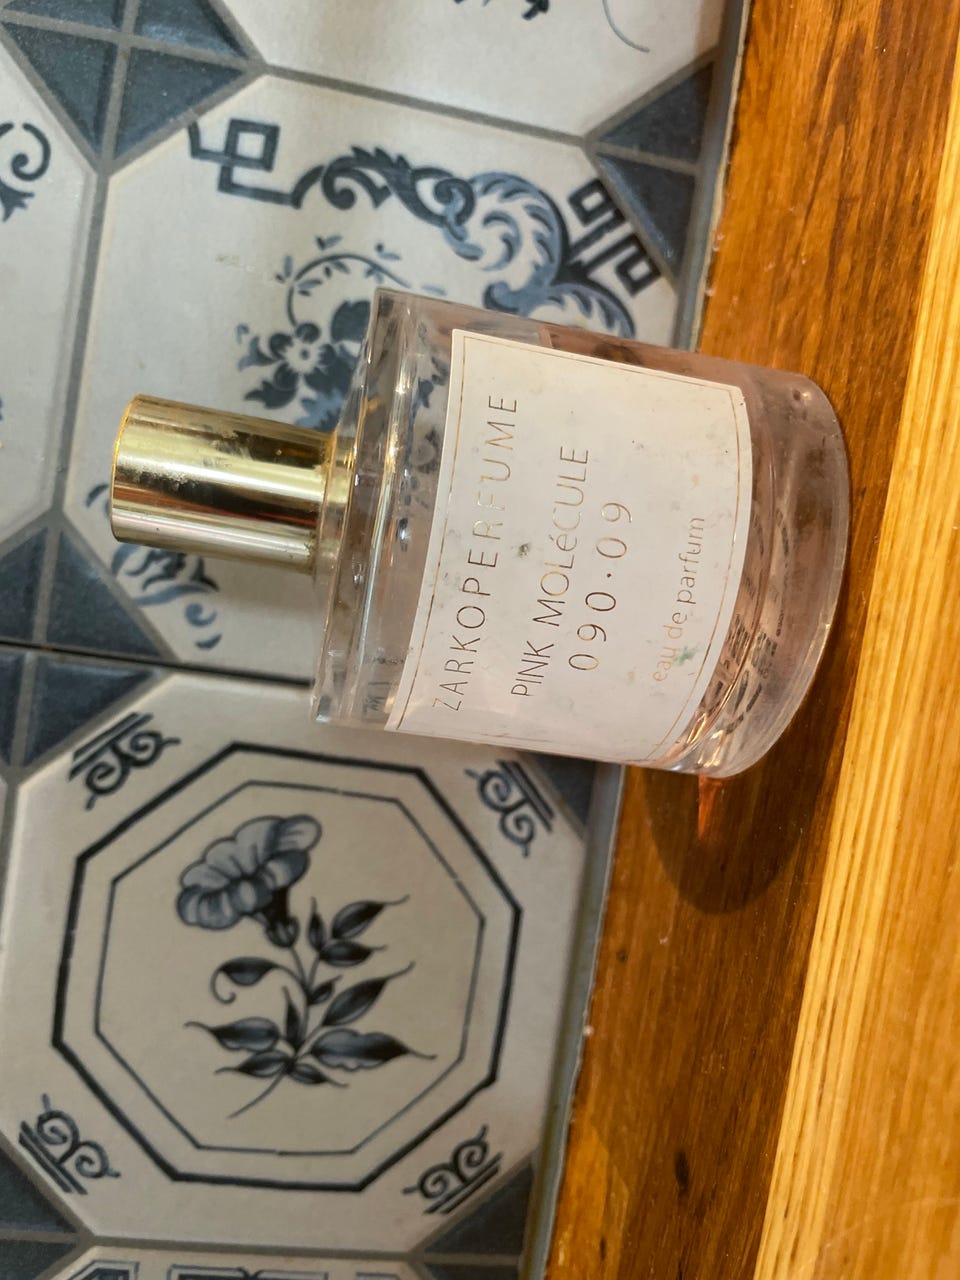 ZARKOPERFUME
PINK MOLéCULE
090·09
eau de parfum